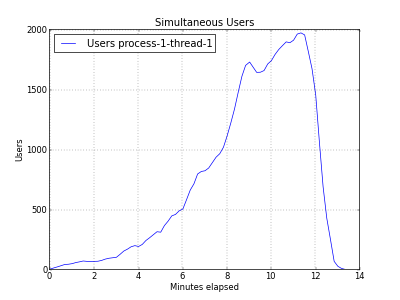 Simultaneous Users
Users process-1-thread-1
2000
1500
1000
500
0
Users
0 2 4 6 8 10 12 14
Minutes elapsed